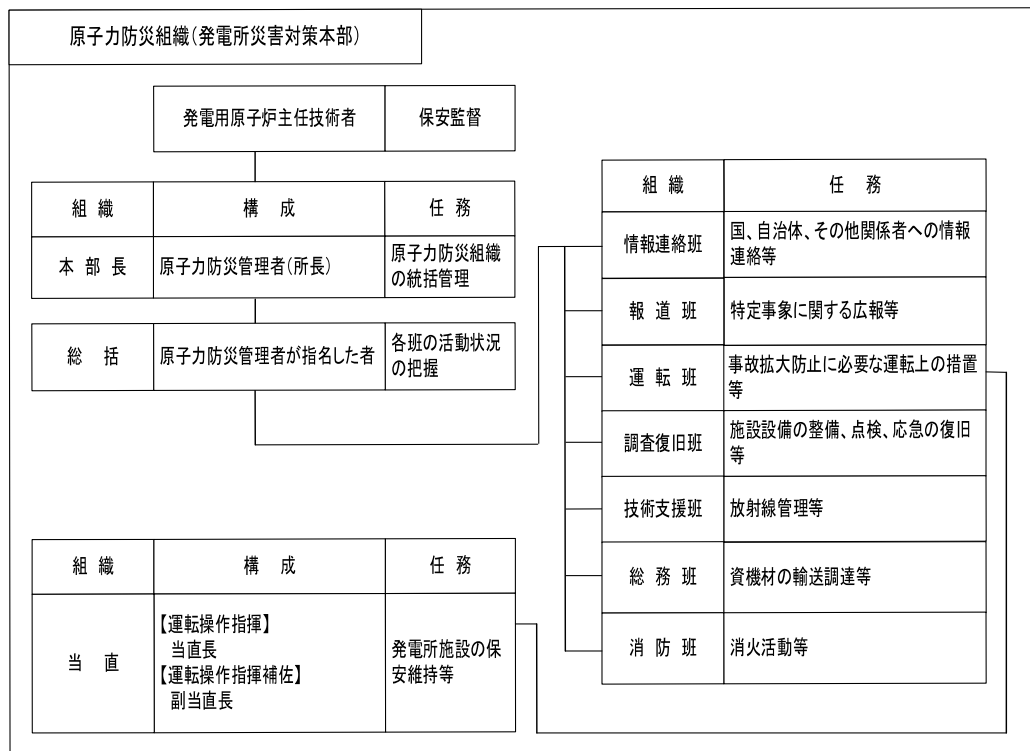 原子力防災組織(発電所災害対策本部)
発電用原子炉主任技術者
保安監督
組 織
構 成
任 務
本 部 長
原子力防災管理者(所長)
原子力防災組織
の統括管理
総 括
原子力防災管理者が指名した者
各班の活動状況
の把握
組 織
任 務
情報連絡班
国、自治体、その他関係者への情報
連絡等
報 道 班
特定事象に関する広報等
運 転 班
事故拡大防止に必要な運転上の措置
等
調査復旧班
施設設備の整備、点検、応急の復旧
等
技術支援班
放射線管理等
総 務 班
資機材の輸送調達等
消 防 班
消火活動等
組 織
構 成
任 務
当 直
【運転操作指揮】
当直長
【運転操作指揮補佐】
副当直長
発電所施設の保
安維持等